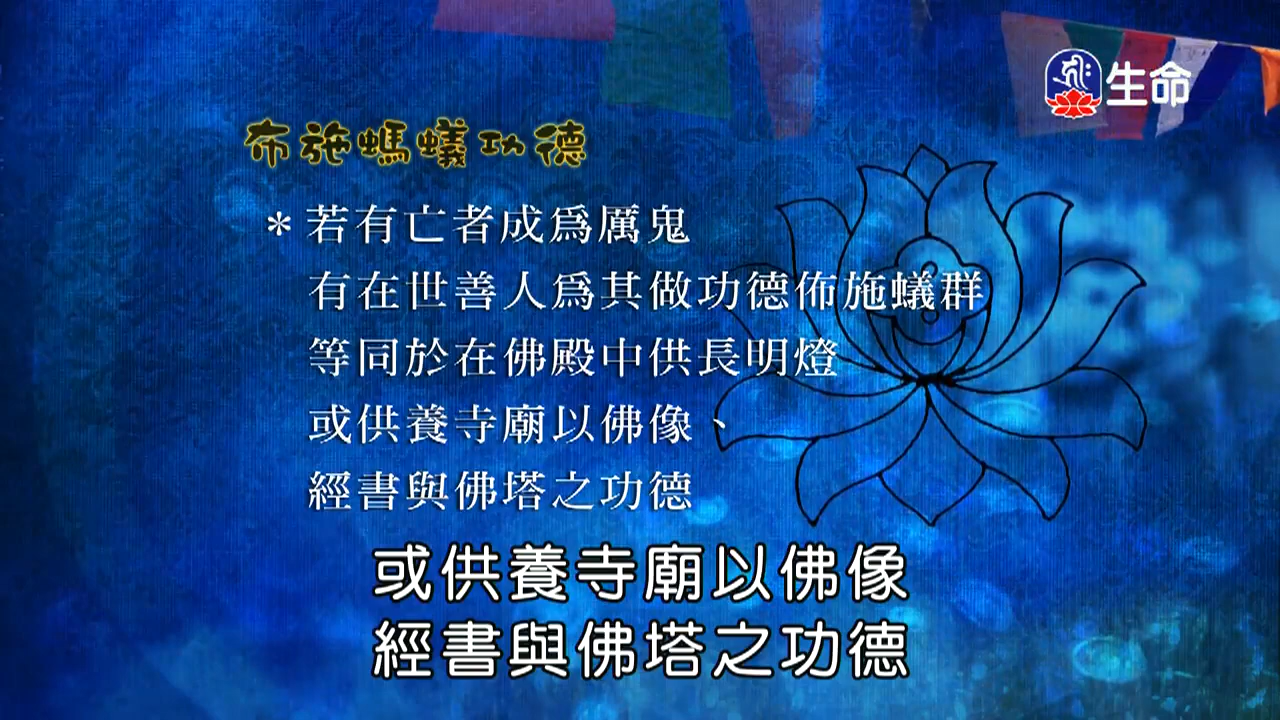 生命
布施螞蟻功德
＊若有亡者成爲厲鬼
有在世善人爲其做功德佈施蟻群
等同於在佛殿中供長明燈
或供養寺廟以佛像、
經書與佛塔之功德
或供養寺廟以佛像
經書與佛塔之功德